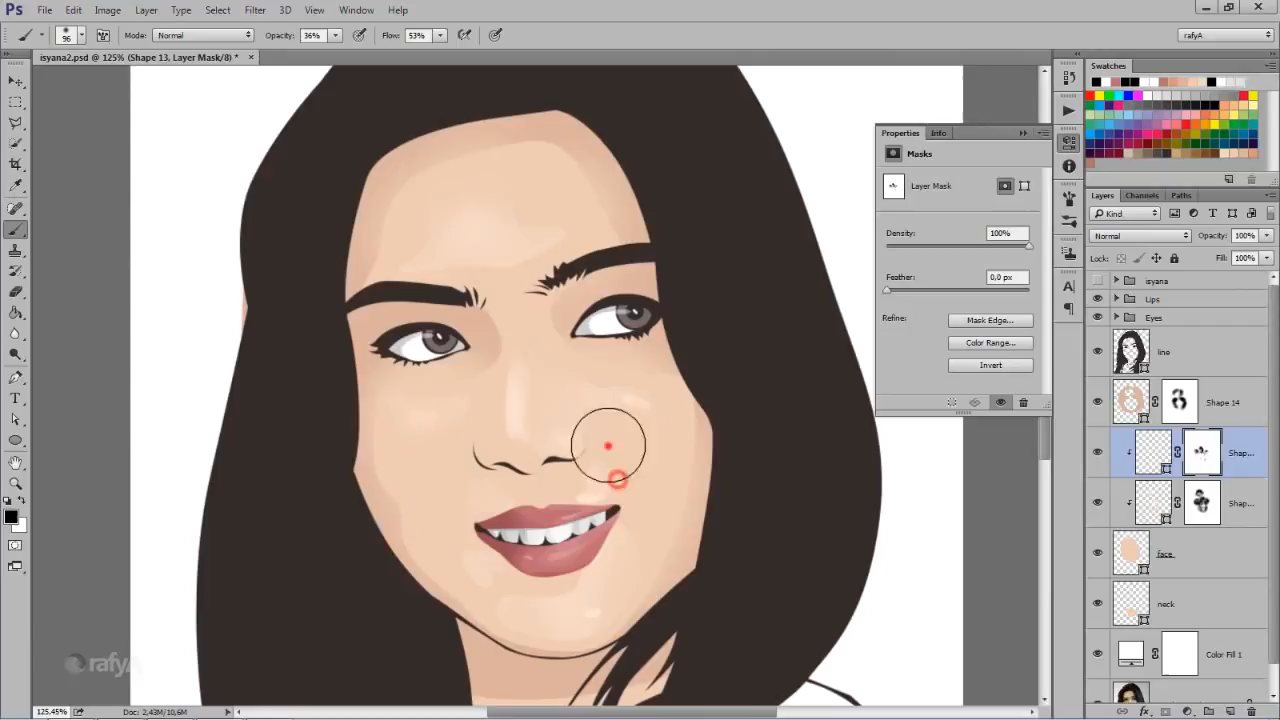 Ps File Edit Image Layer Type Select Filter 3D View Window Help
96 Mode: Normal Opacity: 36% Flow: 53% rafyA
isyana2.psd @ 125% (Shape 13, Layer Mask/8) * ×
Swatches
Properties Info
Masks
Layer Mask
Density: 100%
Feather: 0,0 px
Refine: Mask Edge...
Color Range...
Invert
Layers Channels Paths
Kind
Normal Opacity: 100%
Lock: Fill: 100%
isyana
Lips
Eyes
line
Shape 14
Shap...
Shap...
face
neck
Color Fill 1
rafyA
125,45% Doc: 2,43M/10,6M